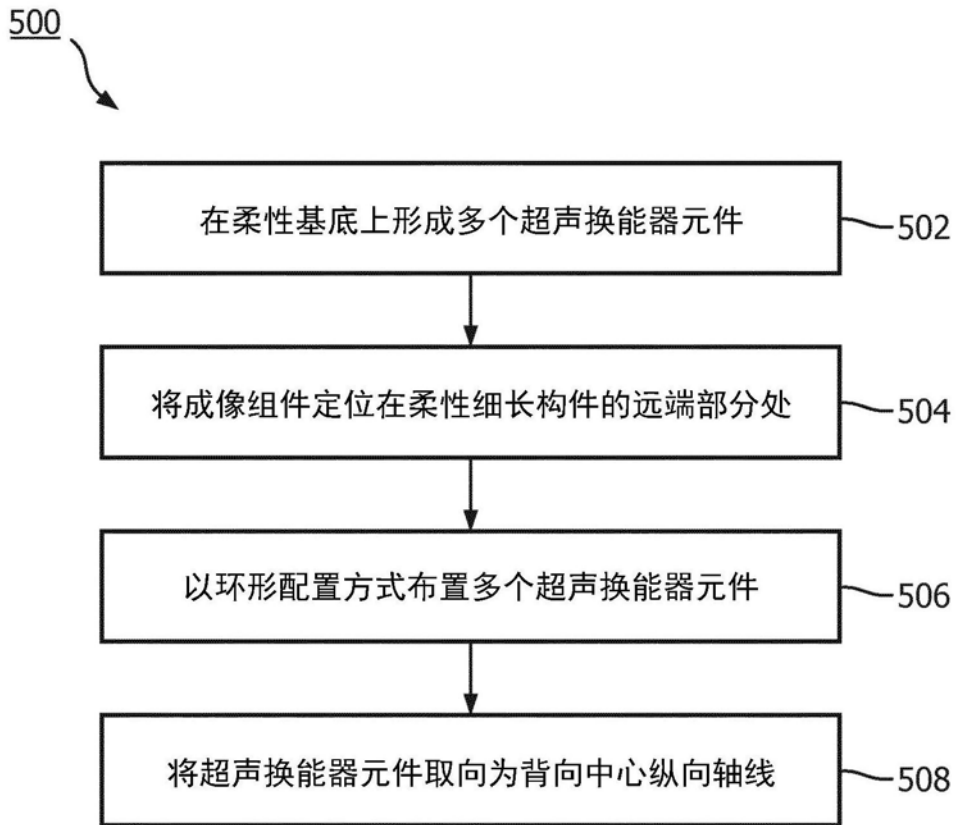 500
在柔性基底上形成多个超声换能器元件
502
将成像组件定位在柔性细长构件的远端部分处
504
以环形配置方式布置多个超声换能器元件
506
将超声换能器元件取向为背向中心纵向轴线
508